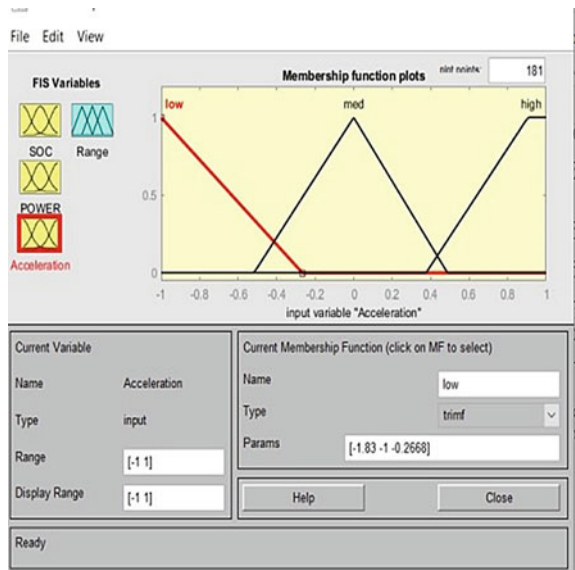 File Edit View
FIS Variables
SOC Range
POWER
Acceleration
Membership function plots
181
low med high
1
0.5
0
-1 -0.8 -0.6 -0.4 -0.2 0 0.2 0.4 0.6 0.8 1
input variable "Acceleration"
Current Variable
Name Acceleration
Type input
Range [-1 1]
Display Range [-1 1]
Current Membership Function (click on MF to select)
Name low
Type trimf
Params [-1.83 -1 -0.2668]
Help Close
Ready